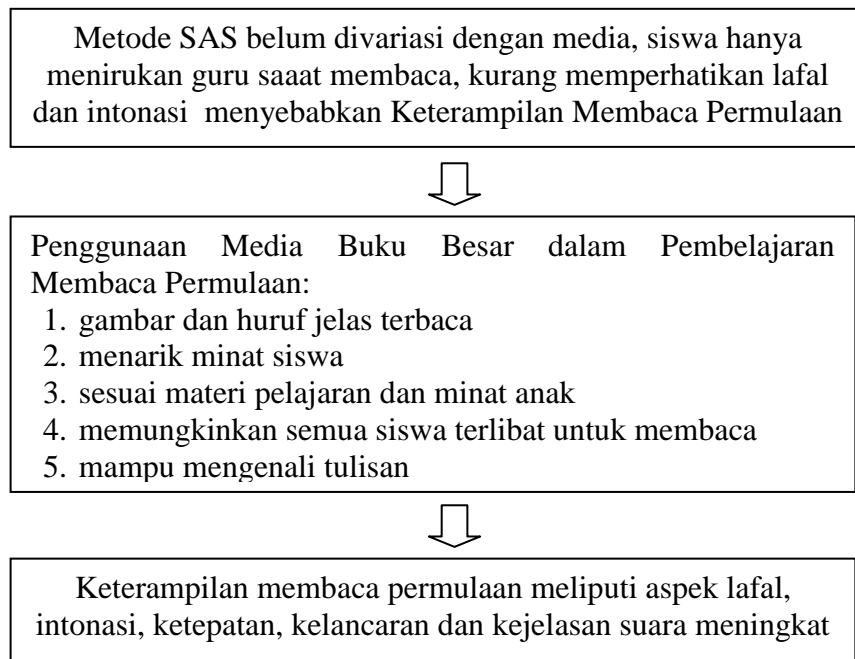 Metode SAS belum divariasi dengan media, siswa hanya
menirukan guru saaat membaca, kurang memperhatikan lafal
dan intonasi menyebabkan Keterampilan Membaca Permulaan
Penggunaan Media Buku Besar dalam Pembelajaran
Membaca Permulaan:
1. gambar dan huruf jelas terbaca
2. menarik minat siswa
3. sesuai materi pelajaran dan minat anak
4. memungkinkan semua siswa terlibat untuk membaca
5. mampu mengenali tulisan
Keterampilan membaca permulaan meliputi aspek lafal,
intonasi, ketepatan, kelancaran dan kejelasan suara meningkat